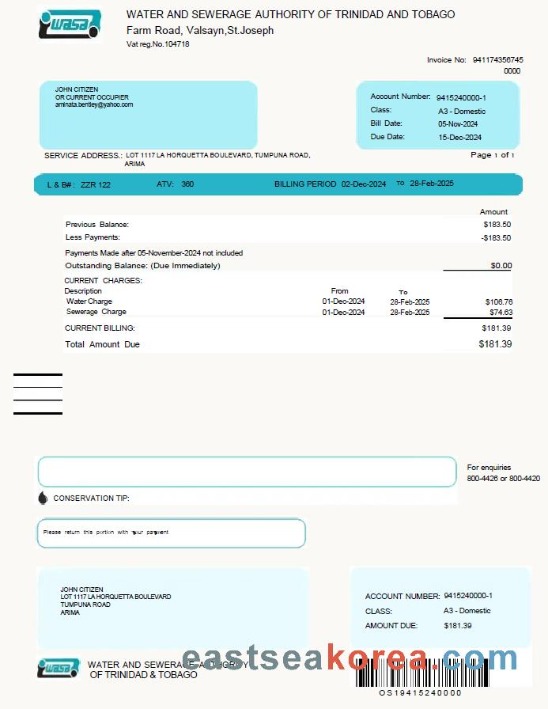 wasa
WATER AND SEWERAGE AUTHORITY OF TRINIDAD AND TOBAGO
Farm Road, Valsayn,St.Joseph
Vat reg.No.104718
Invoice No: 941174356745
0000
JOHN CITIZEN
OR CURRENT OCCUPIER
aminata.bentley@yahoo.com
Account Number: 9415240000-1
Class: A3 - Domestic
Bill Date: 05-Nov-2024
Due Date: 15-Dec-2024
SERVICE ADDRESS.: LOT 1117 LA HORQUETTA BOULEVARD, TUMPUNA ROAD,
ARIMA
Page 1 of 1
L & B# : ZZR 122 ATV: 360 BILLING PERIOD 02-Dec-2024 TO 28-Feb-2025
Amount
Previous Balance: $183.50
Less Payments: -$183.50
Payments Made after 05-November-2024 not included
Outstanding Balance: (Due Immediately) $0.00
CURRENT CHARGES:
Description From To
Water Charge 01-Dec-2024 28-Feb-2025 $106.76
Sewerage Charge 01-Dec-2024 28-Feb-2025 $74.63
CURRENT BILLING: $181.39
Total Amount Due $181.39
For enquiries
800-4426 or 800-4420
CONSERVATION TIP:
Please return this portion with your payment
JOHN CITIZEN
LOT 1117 LA HORQUETTA BOULEVARD
TUMPUNA ROAD
ARIMA
ACCOUNT NUMBER: 9415240000-1
CLASS: A3 - Domestic
AMOUNT DUE: $181.39
eastseakorea.com
wasa
WATER AND SEWERAGE AUTHORITY
OF TRINIDAD & TOBAGO
OS19415240000